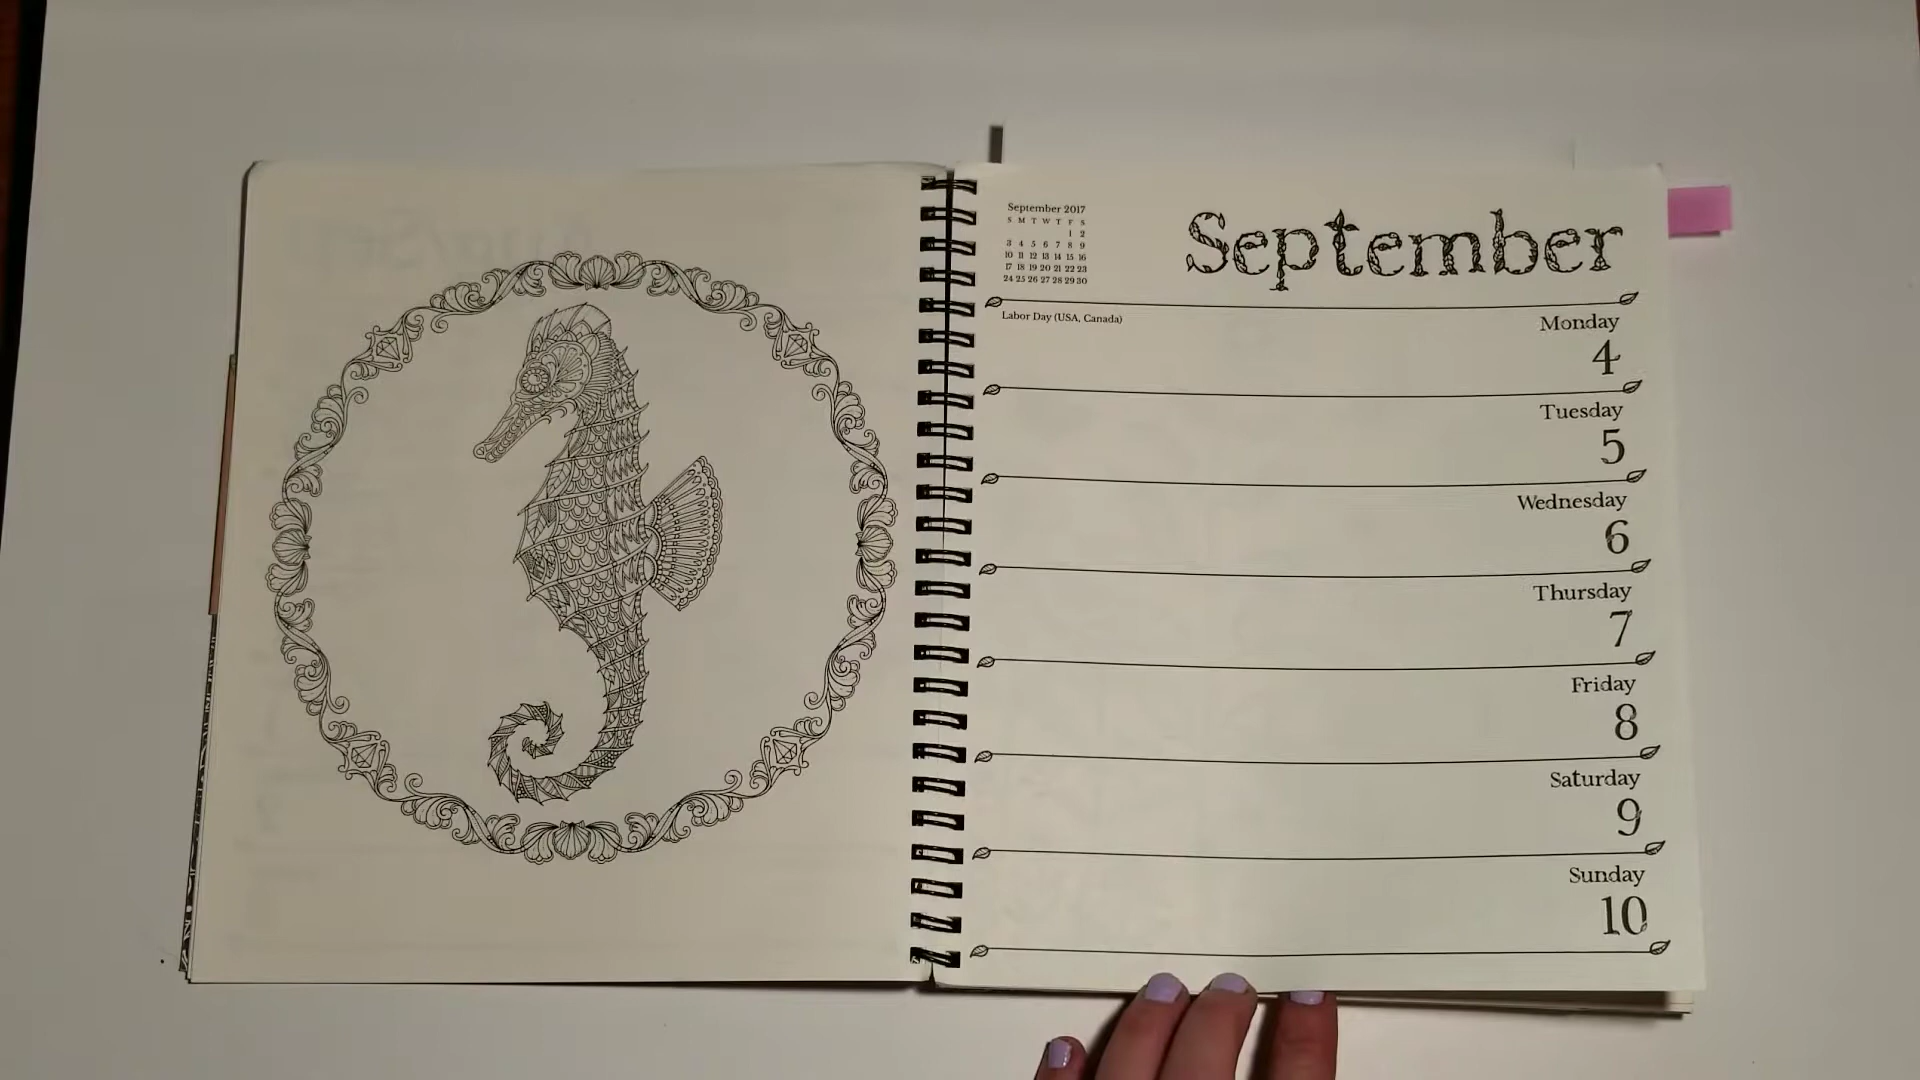 September 2017
S M T W T F S
1 2
3 4 5 6 7 8 9
10 11 12 13 14 15 16
17 18 19 20 21 22 23
24 25 26 27 28 29 30
September
Labor Day (USA, Canada)
Monday
4
Tuesday
5
Wednesday
6
Thursday
7
Friday
8
Saturday
9
Sunday
10